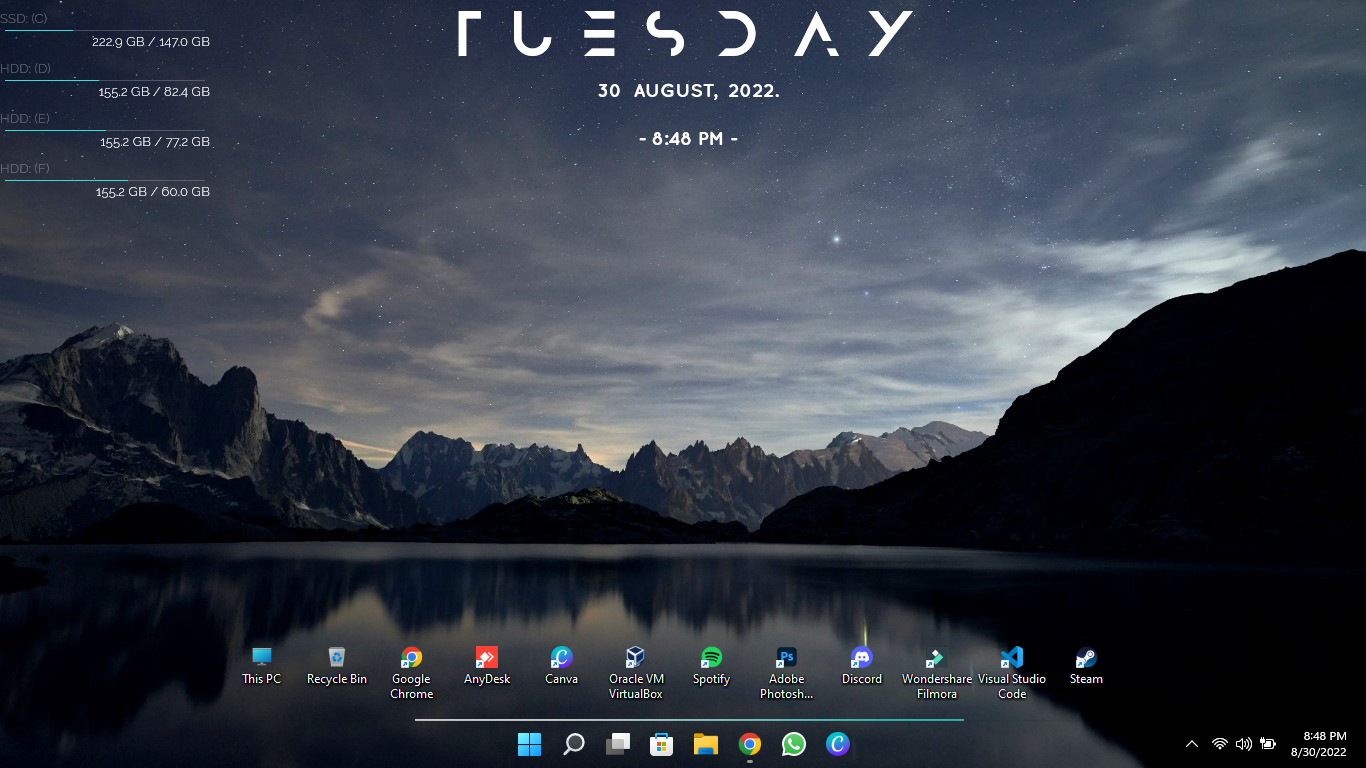 SSD: (C)
222.9 GB / 147.0 GB
HDD: (D)
155.2 GB / 82.4 GB
HDD: (E)
155.2 GB / 77.2 GB
HDD: (F)
155.2 GB / 60.0 GB
TUESDAY
30 AUGUST, 2022.
- 8:48 PM -
This PC
Recycle Bin
Google
Chrome
AnyDesk
Canva
Oracle VM
VirtualBox
Spotify
Ps
Adobe
Photosh...
Discord
Wondershare
Filmora
Visual Studio
Code
Steam
8:48 PM
8/30/2022